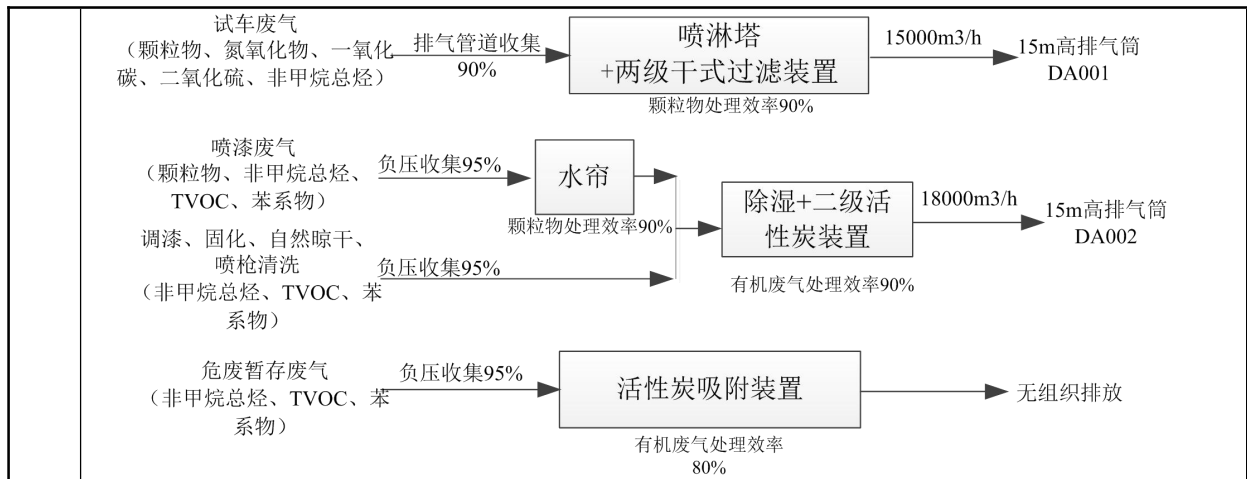 试车废气
（颗粒物、氮氧化物、一氧化
碳、二氧化硫、非甲烷总烃）
排气管道收集
90%
喷淋塔
+两级干式过滤装置
颗粒物处理效率90%
15000m3/h
15m高排气筒
DA001
喷漆废气
（颗粒物、非甲烷总烃、
TVOC、苯系物）
负压收集95%
水帘
颗粒物处理效率90%
调漆、固化、自然晾干、
喷枪清洗
（非甲烷总烃、TVOC、苯
系物）
负压收集95%
除湿+二级活
性炭装置
有机废气处理效率90%
18000m3/h
15m高排气筒
DA002
危废暂存废气
（非甲烷总烃、TVOC、苯
系物）
负压收集95%
活性炭吸附装置
有机废气处理效率
80%
无组织排放